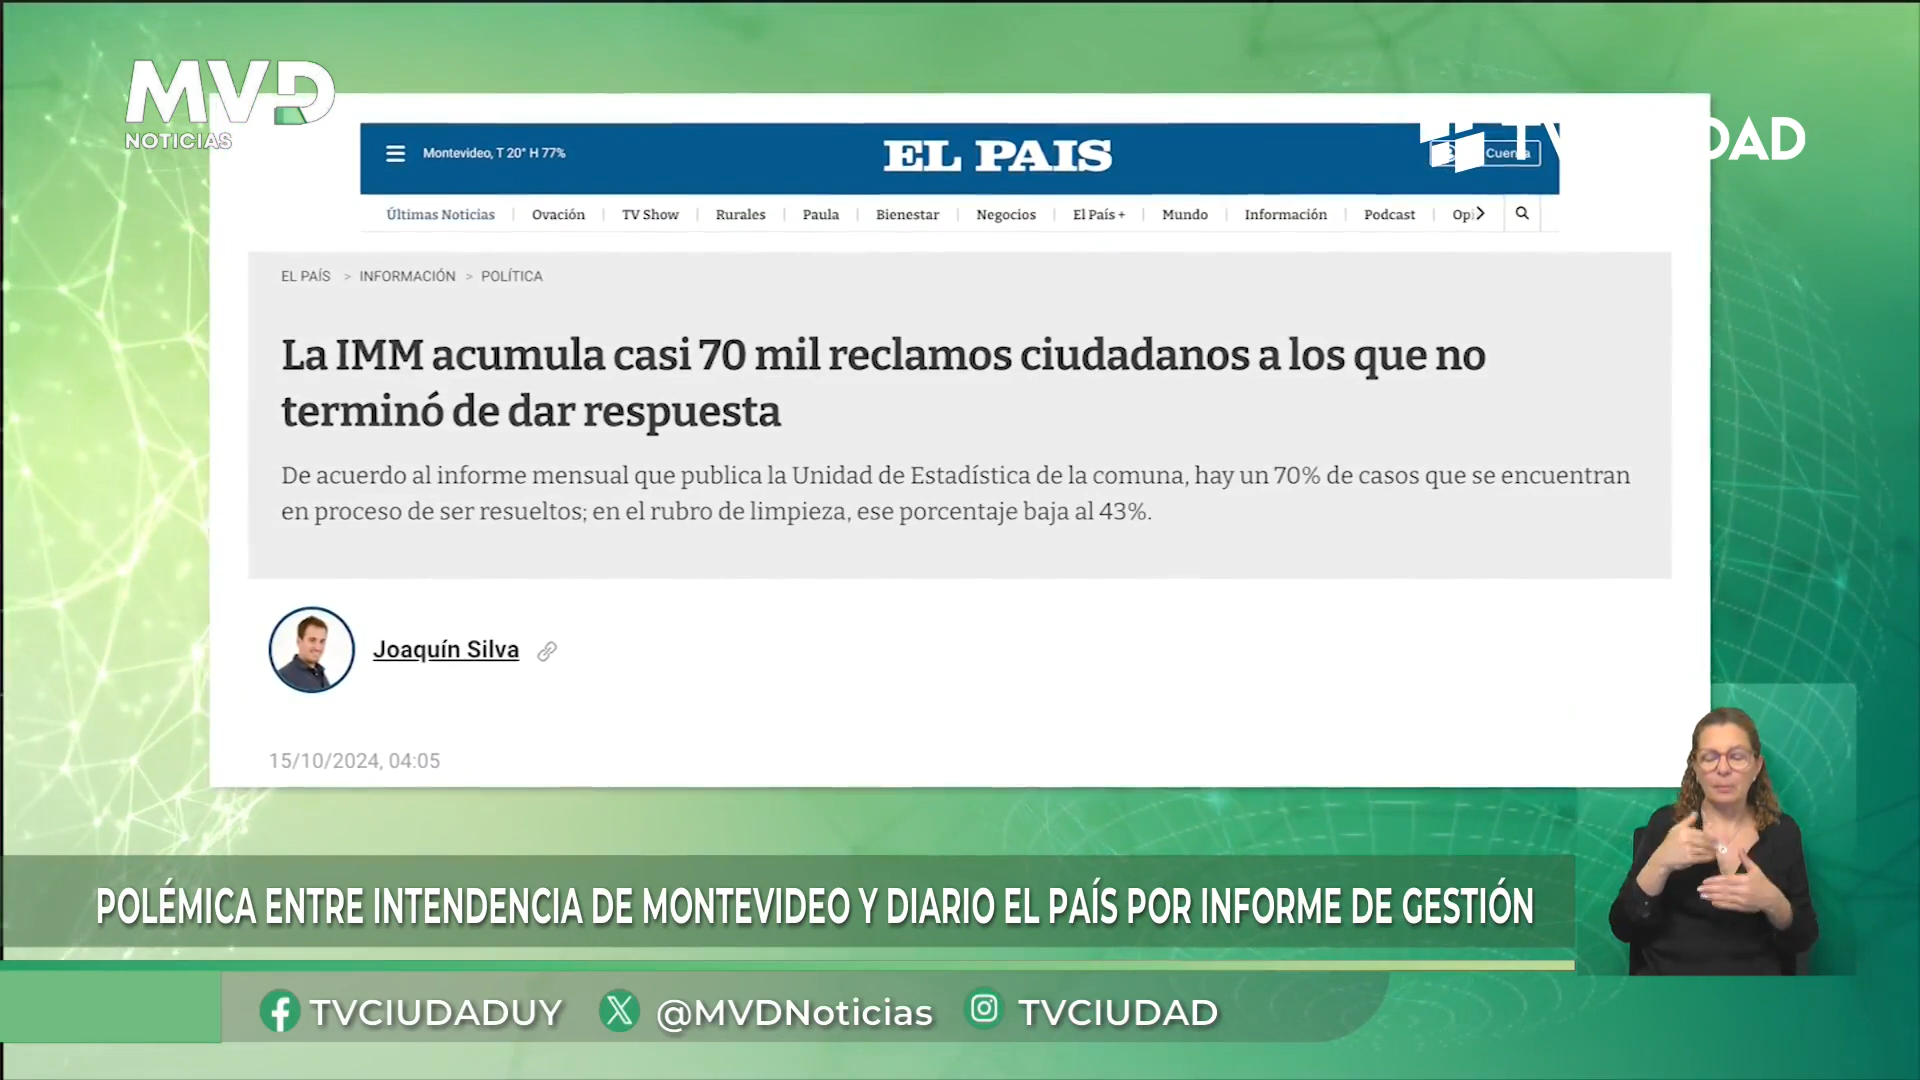 MVD
NOTICIAS
Montevideo, T 20° H 77%
EL PAIS
Últimas Noticias
Ovación
TV Show
Rurales
Paula
Bienestar
Negocios
El País +
Mundo
Información
Podcast
EL PAÍS > INFORMACIÓN > POLÍTICA
La IMM acumula casi 70 mil reclamos ciudadanos a los que no
terminó de dar respuesta
De acuerdo al informe mensual que publica la Unidad de Estadística de la comuna, hay un 70% de casos que se encuentran
en proceso de ser resueltos; en el rubro de limpieza, ese porcentaje baja al 43%.
Joaquín Silva
15/10/2024, 04:05
POLÉMICA ENTRE INTENDENCIA DE MONTEVIDEO Y DIARIO EL PAÍS POR INFORME DE GESTIÓN
TVCIUDADUY
@MVDNoticias
TVCIUDAD